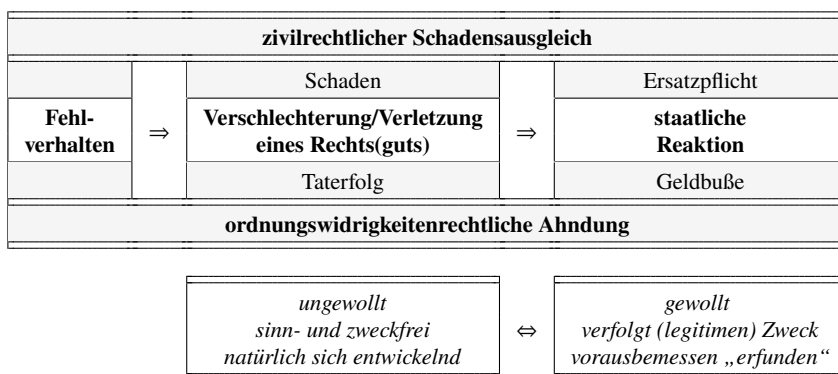 zivilrechtlicher Schadensausgleich
Schaden Ersatzpflicht
Fehl- ⇒ Verschlechterung/Verletzung ⇒ staatliche
verhalten eines Rechts(guts) Reaktion
Taterfolg Geldbuße
ordnungswidrigkeitenrechtliche Ahndung
ungewollt gewollt
sinn- und zweckfrei ⇔ verfolgt (legitimen) Zweck
natürlich sich entwickelnd vorausbemessen „erfunden“